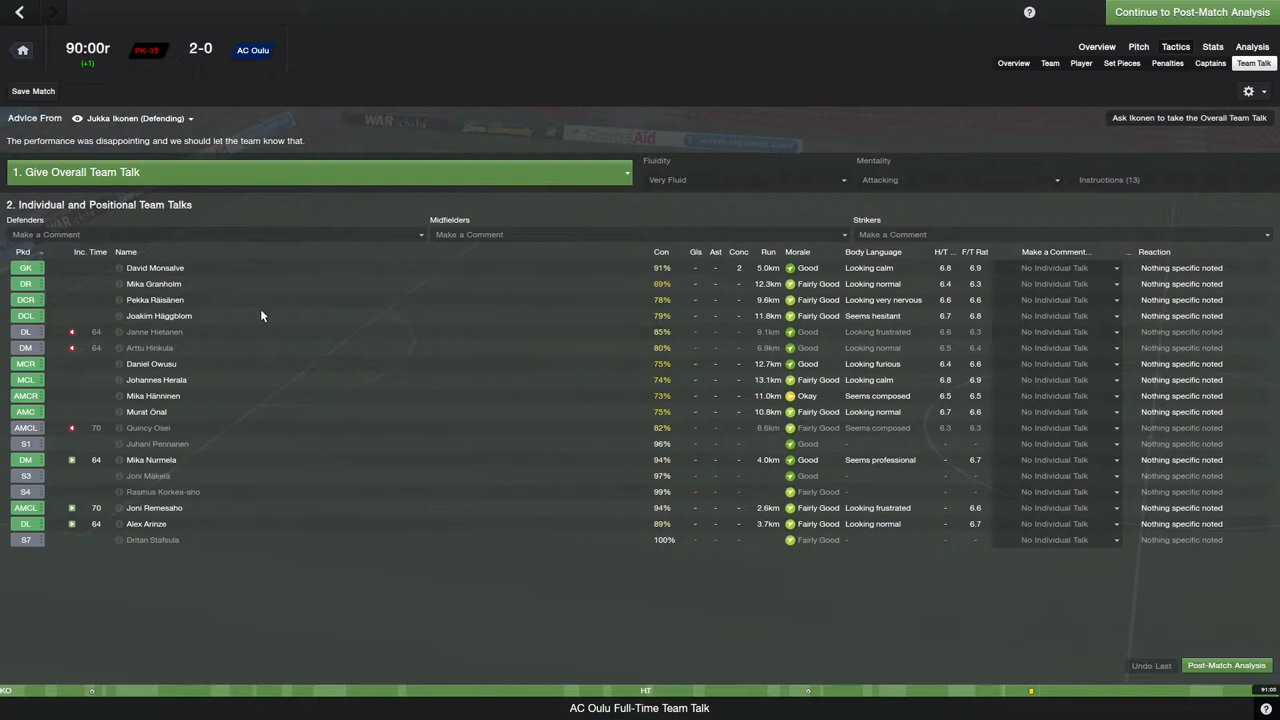 Continue to Post-Match Analysis
90:00r PK-35 2-0 AC Oulu
(+1)
Overview Pitch Tactics Stats Analysis
Overview Team Player Set Pieces Penalties Captains Team Talk
Save Match
Advice From Jukka Ikonen (Defending)
Ask Ikonen to take the Overall Team Talk
The performance was disappointing and we should let the team know that.
1. Give Overall Team Talk
Fluidity Mentality
Very Fluid Attacking Instructions (13)
2. Individual and Positional Team Talks
Defenders Midfielders Strikers
Make a Comment Make a Comment Make a Comment
Pkd Inc. Time Name Con Gls Ast Conc Run Morale Body Language H/T ... F/T Rat Make a Comment... ... Reaction
GK David Monsalve 91% - - 2 5.0km Good Looking calm 6.8 6.9 No Individual Talk Nothing specific noted
DR Mika Granholm 69% - - - 12.3km Fairly Good Looking normal 6.4 6.3 No Individual Talk Nothing specific noted
DCR Pekka Räisänen 78% - - - 9.6km Fairly Good Looking very nervous 6.6 6.6 No Individual Talk Nothing specific noted
DCL Joakim Häggblom 79% - - - 11.8km Fairly Good Seems hesitant 6.7 6.8 No Individual Talk Nothing specific noted
DL 64 Janne Hietanen 85% - - - 9.1km Good Looking frustrated 6.6 6.3 No Individual Talk Nothing specific noted
DM 64 Arttu Hinkula 80% - - - 6.9km Good Looking normal 6.5 6.4 No Individual Talk Nothing specific noted
MCR Daniel Owusu 75% - - - 12.7km Good Looking furious 6.4 6.6 No Individual Talk Nothing specific noted
MCL Johannes Herala 74% - - - 13.1km Fairly Good Looking calm 6.8 6.9 No Individual Talk Nothing specific noted
AMCR Mika Hänninen 73% - - - 11.0km Okay Seems composed 6.5 6.5 No Individual Talk Nothing specific noted
AMC Murat Önal 75% - - - 10.8km Fairly Good Looking normal 6.7 6.6 No Individual Talk Nothing specific noted
AMCL 70 Quincy Osei 82% - - - 8.6km Fairly Good Seems composed 6.3 6.3 No Individual Talk Nothing specific noted
S1 Juhani Pennanen 96% - - - Good - - - No Individual Talk Nothing specific noted
DM 64 Mika Nurmela 94% - - - 4.0km Good Seems professional - 6.7 No Individual Talk Nothing specific noted
S3 Joni Mäkelä 97% - - - Good - - - No Individual Talk Nothing specific noted
S4 Rasmus Korkea-aho 99% - - - Fairly Good - - - No Individual Talk Nothing specific noted
AMCL 70 Joni Remesaho 94% - - - 2.6km Fairly Good Looking frustrated - 6.6 No Individual Talk Nothing specific noted
DL 64 Alex Arinze 89% - - - 3.7km Fairly Good Looking normal - 6.7 No Individual Talk Nothing specific noted
S7 Dritan Stafsula 100% - - - Fairly Good - - - No Individual Talk Nothing specific noted
Undo Last Post-Match Analysis
KO HT 91:05
AC Oulu Full-Time Team Talk